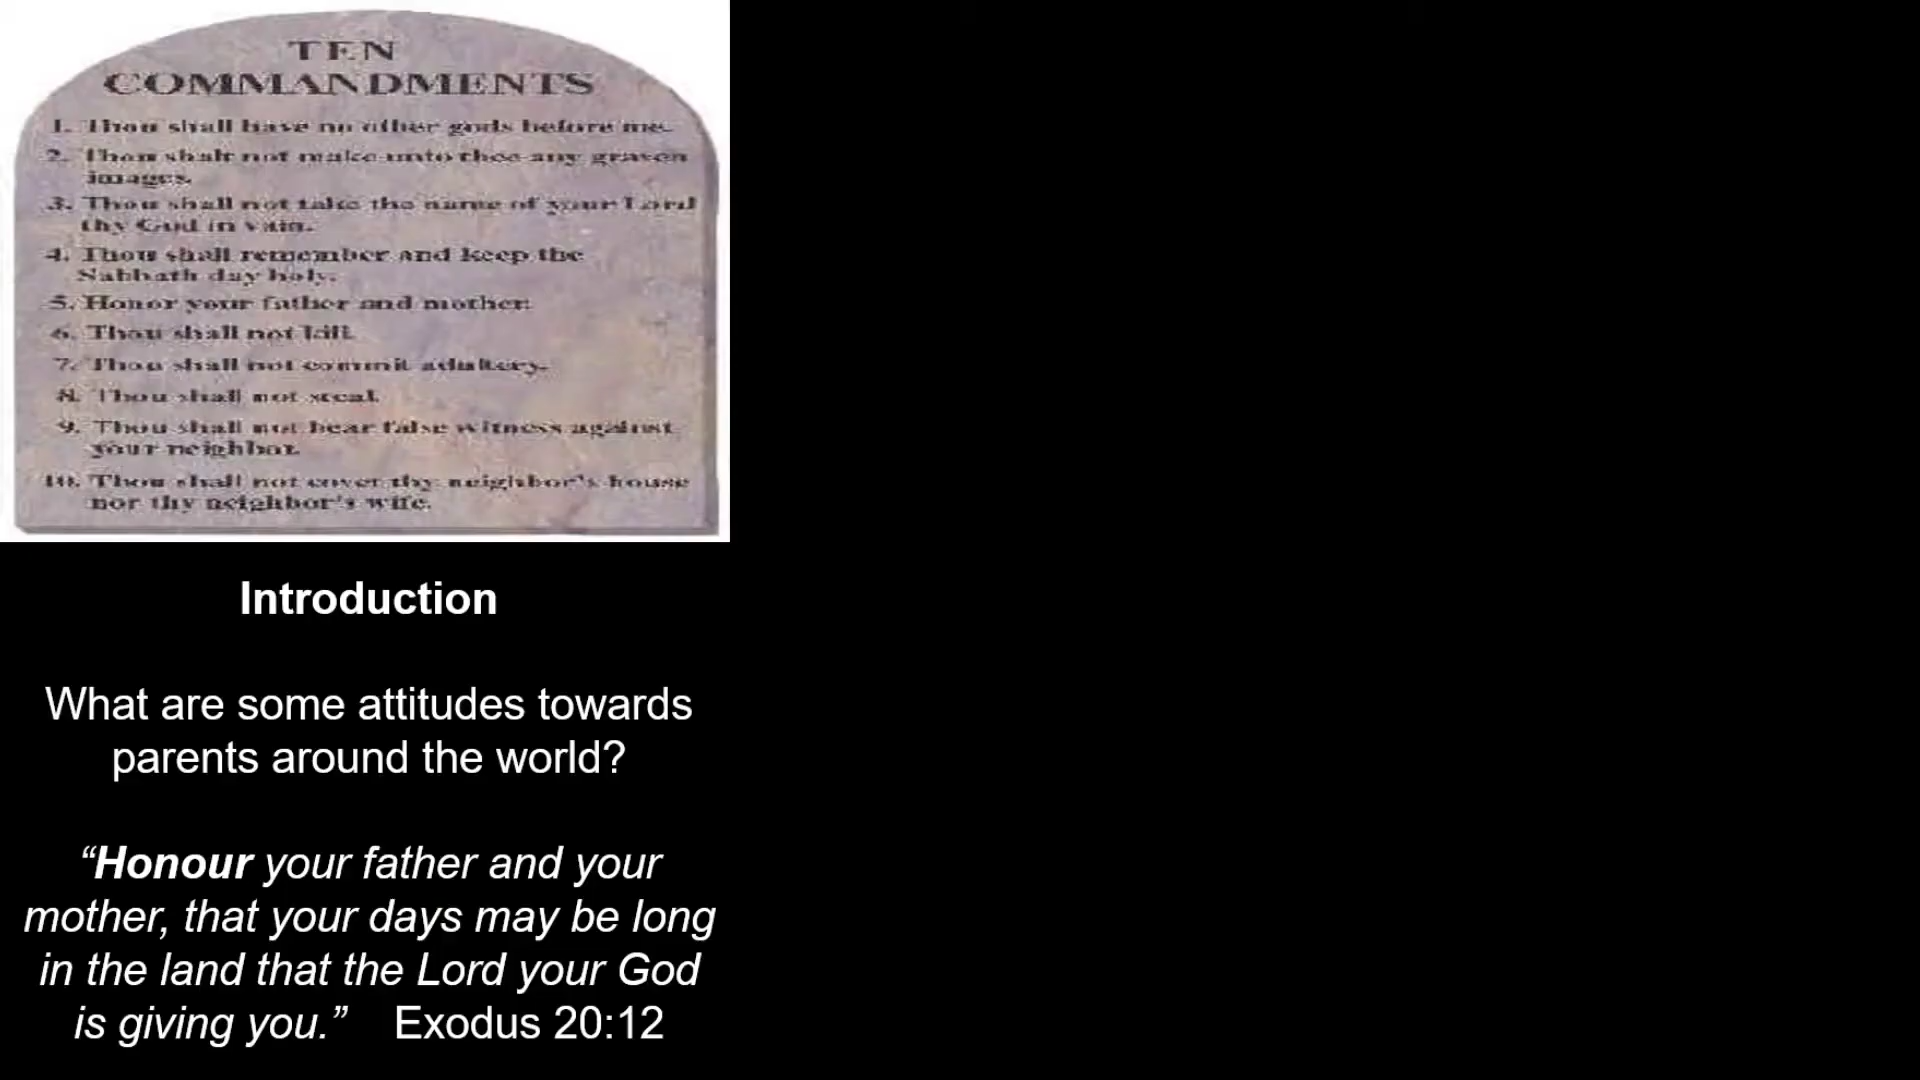 TEN
COMMANDMENTS
1. Thou shall have no other gods before me.
2. Thou shalt not make unto thee any graven
images.
3. Thou shall not take the name of your Lord
thy God in vain.
4. Thou shall remember and keep the
Sabbath day holy.
5. Honor your father and mother.
6. Thou shall not kill.
7. Thou shall not commit adultery.
8. Thou shall not steal.
9. Thou shall not bear false witness against
your neighbor.
10. Thou shall not covet thy neighbor's house
nor thy neighbor's wife.
Introduction
What are some attitudes towards
parents around the world?
“Honour your father and your
mother, that your days may be long
in the land that the Lord your God
is giving you.” Exodus 20:12